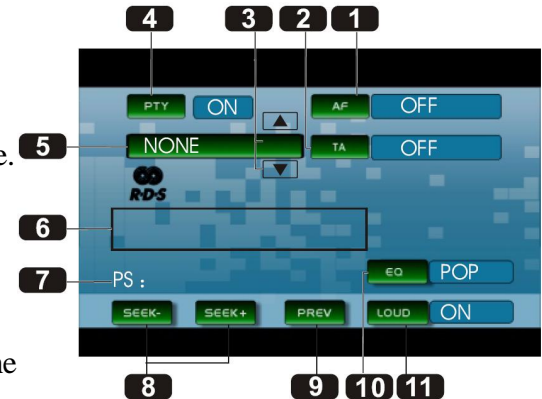 4 3 2 1
PTY ON AF OFF
e. 5 NONE TA OFF
R·D·S
6
7 PS : EQ POP
SEEK- SEEK+ PREV LOUD ON
ne
8 9 10 11